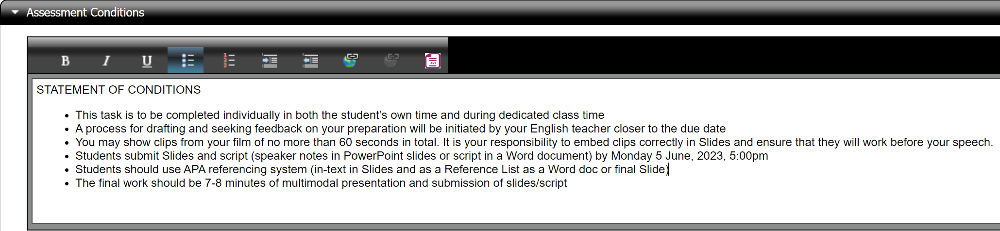 Assessment Conditions
B I U
.txt
STATEMENT OF CONDITIONS
• This task is to be completed individually in both the student’s own time and during dedicated class time
• A process for drafting and seeking feedback on your preparation will be initiated by your English teacher closer to the due date
• You may show clips from your film of no more than 60 seconds in total. It is your responsibility to embed clips correctly in Slides and ensure that they will work before your speech.
• Students submit Slides and script (speaker notes in PowerPoint slides or script in a Word document) by Monday 5 June, 2023, 5:00pm
• Students should use APA referencing system (in-text in Slides and as a Reference List as a Word doc or final Slide)
• The final work should be 7-8 minutes of multimodal presentation and submission of slides/script